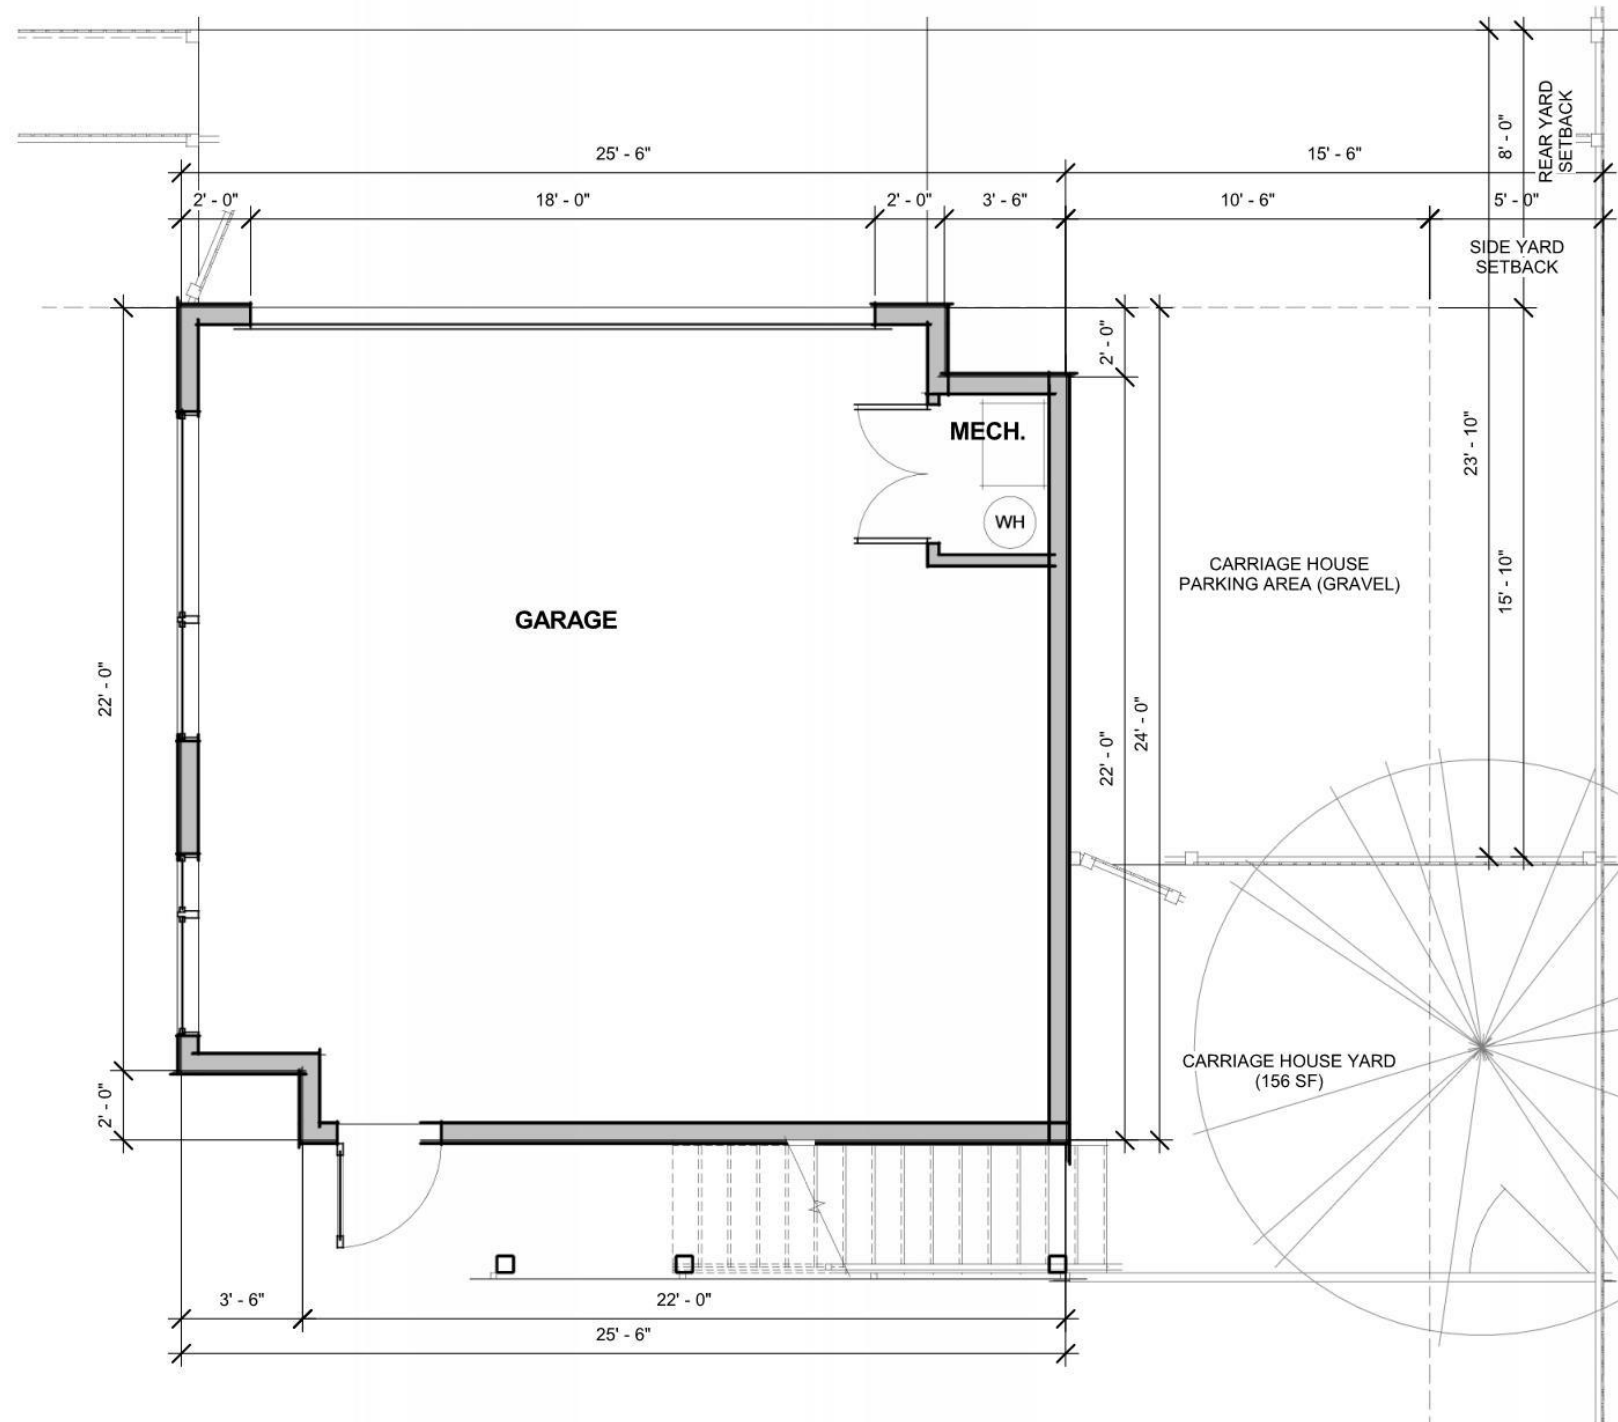 8' - 0"
REAR YARD
SETBACK
25' - 6"
15' - 6"
2' - 0"
18' - 0"
2' - 0"
3' - 6"
10' - 6"
5' - 0"
SIDE YARD
SETBACK
2' - 0"
23' - 10"
MECH.
WH
CARRIAGE HOUSE
PARKING AREA (GRAVEL)
15' - 10"
GARAGE
22' - 0"
24' - 0"
22' - 0"
CARRIAGE HOUSE YARD
(156 SF)
2' - 0"
3' - 6"
22' - 0"
25' - 6"